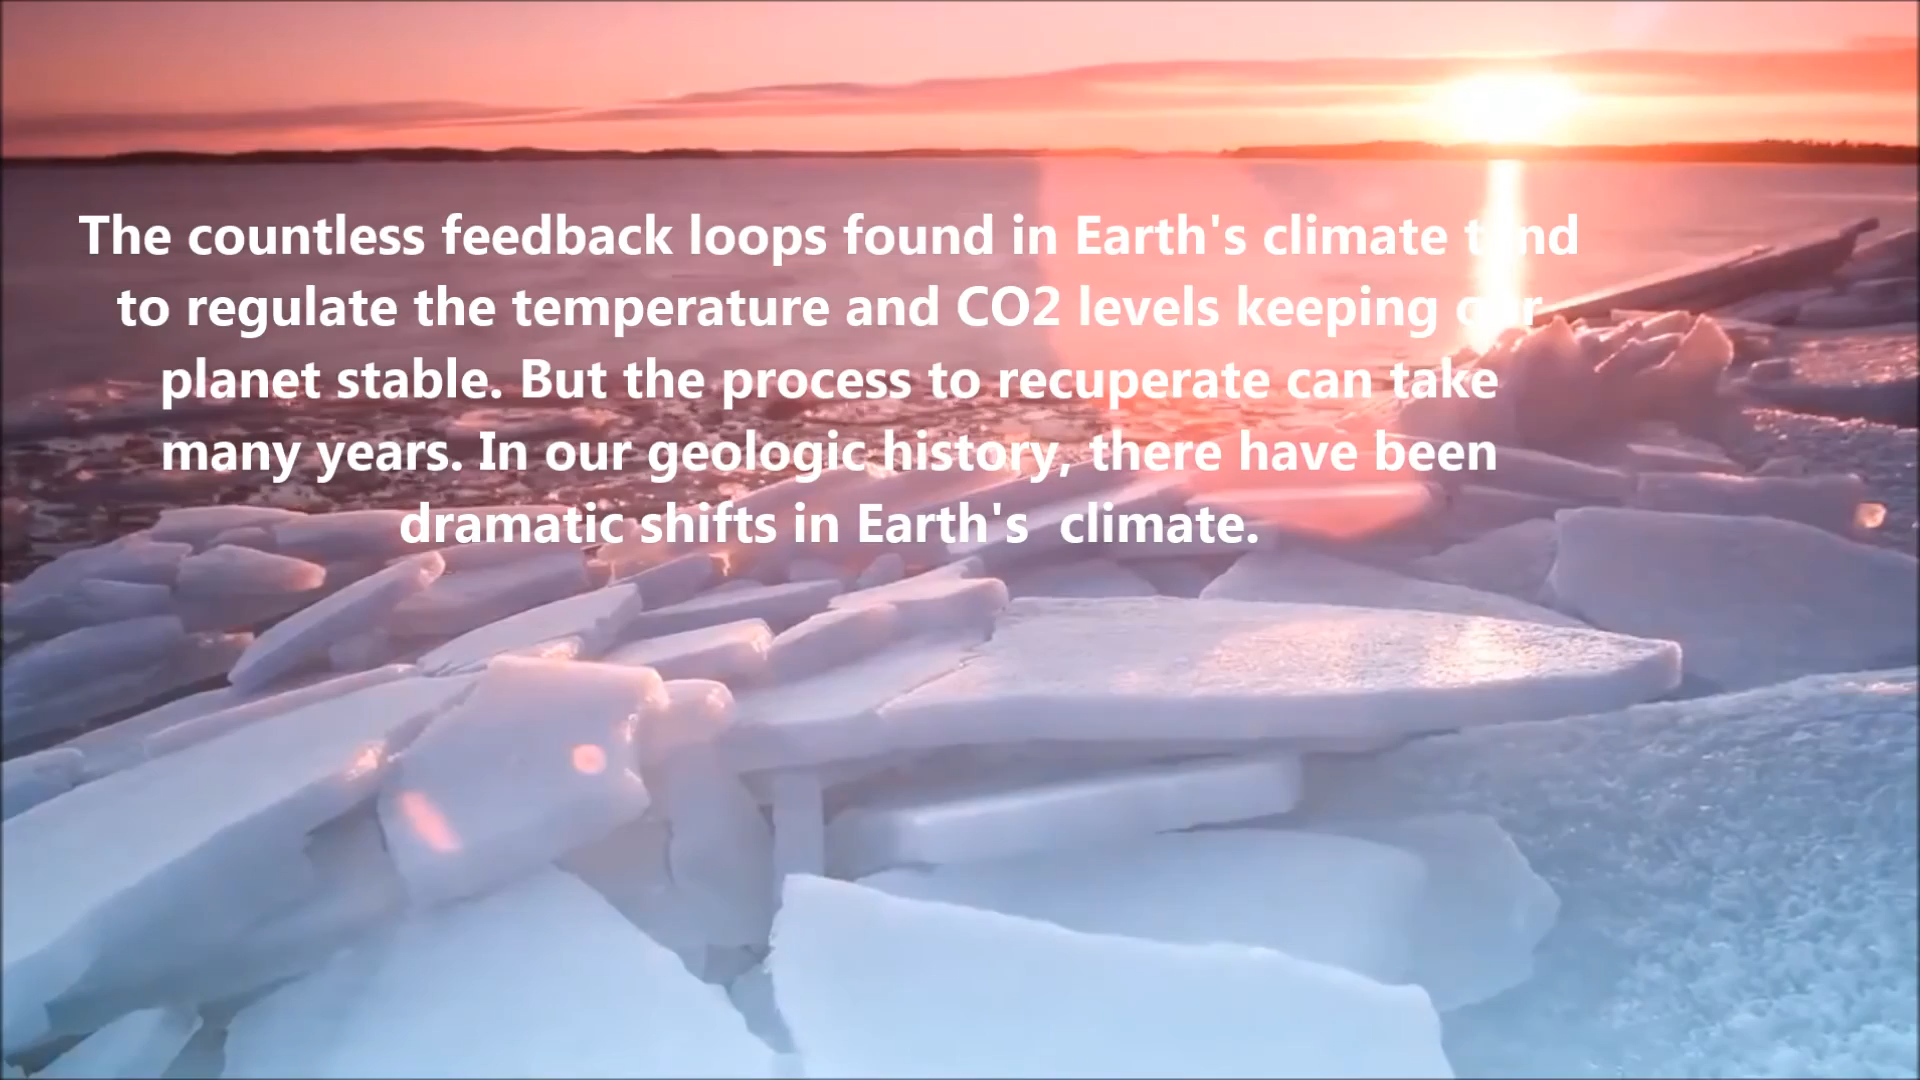 The countless feedback loops found in Earth's climate tend
to regulate the temperature and CO2 levels keeping our
planet stable. But the process to recuperate can take
many years. In our geologic history, there have been
dramatic shifts in Earth's  climate.